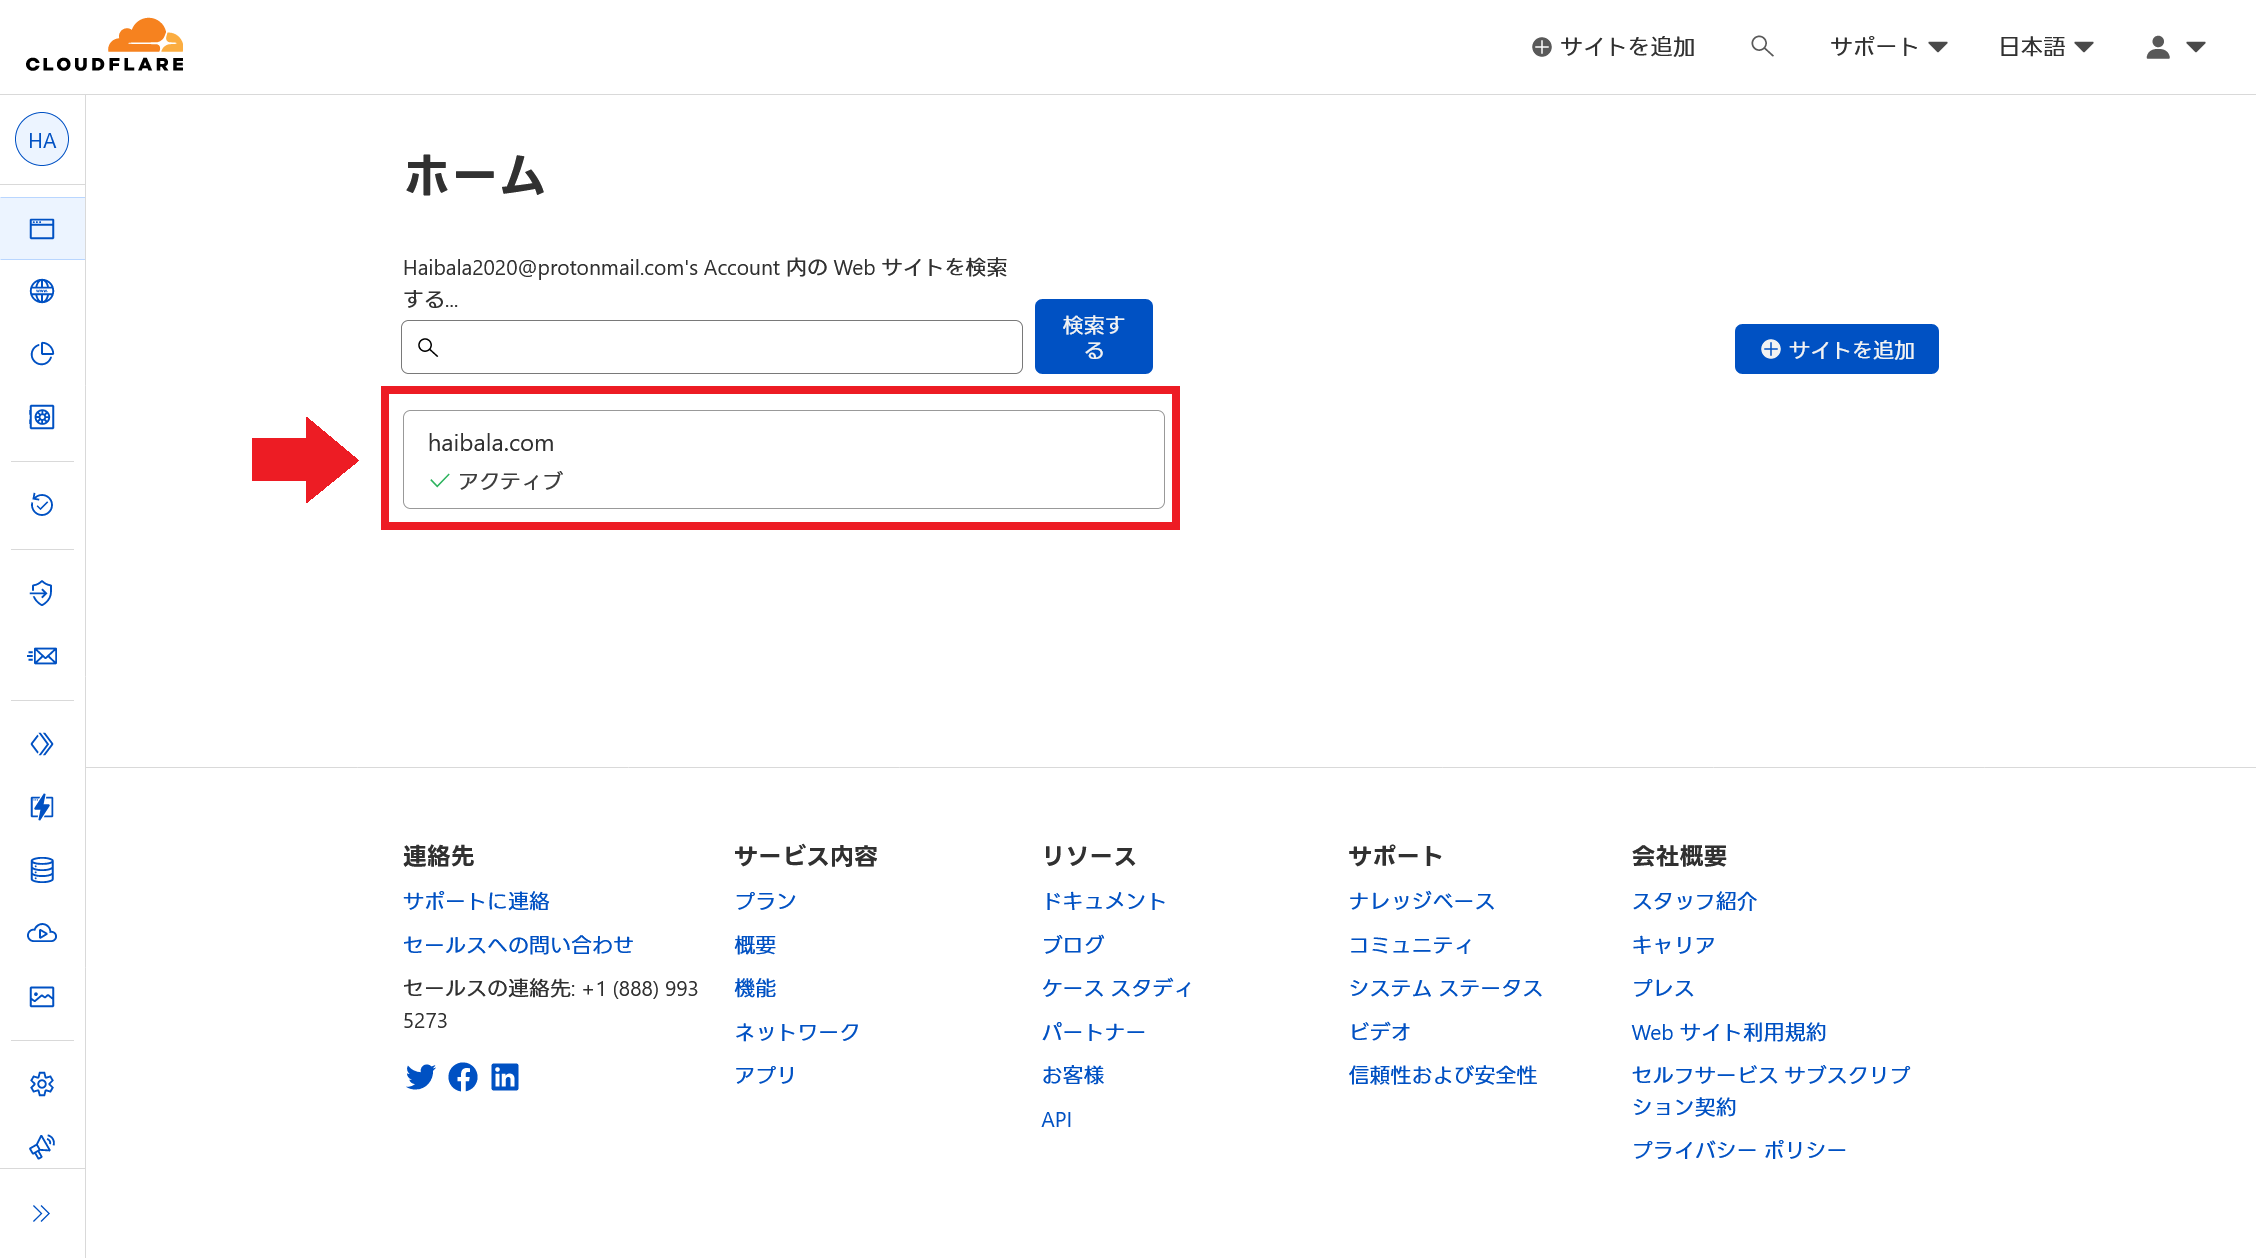 CLOUDFLARE
サイトを追加
サポート
日本語
HA
ホーム
Haibala2020@protonmail.com's Account 内の Web サイトを検索
する...
検索す
る
サイトを追加
haibala.com
アクティブ
連絡先
サポートに連絡
セールスへの問い合わせ
セールスの連絡先: +1 (888) 993
5273
サービス内容
プラン
概要
機能
ネットワーク
アプリ
リソース
ドキュメント
ブログ
ケース スタディ
パートナー
お客様
API
サポート
ナレッジベース
コミュニティ
システム ステータス
ビデオ
信頼性および安全性
会社概要
スタッフ紹介
キャリア
プレス
Web サイト利用規約
セルフサービス サブスクリプ
ション契約
プライバシー ポリシー